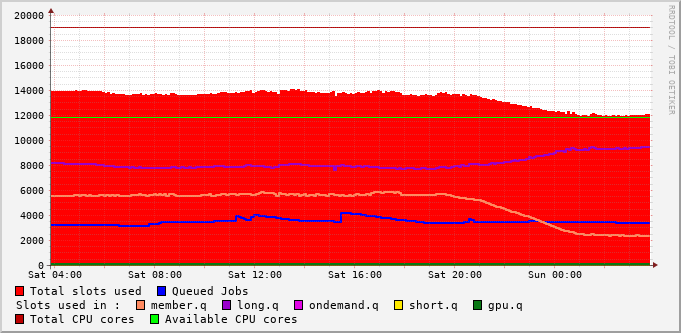 RRDTOOL / TOBI OETIKER
20000
18000
16000
14000
12000
10000
8000
6000
4000
2000
0
Sat 04:00 Sat 08:00 Sat 12:00 Sat 16:00 Sat 20:00 Sun 00:00
Total slots used Queued Jobs
Slots used in : member.q long.q ondemand.q short.q gpu.q
Total CPU cores Available CPU cores